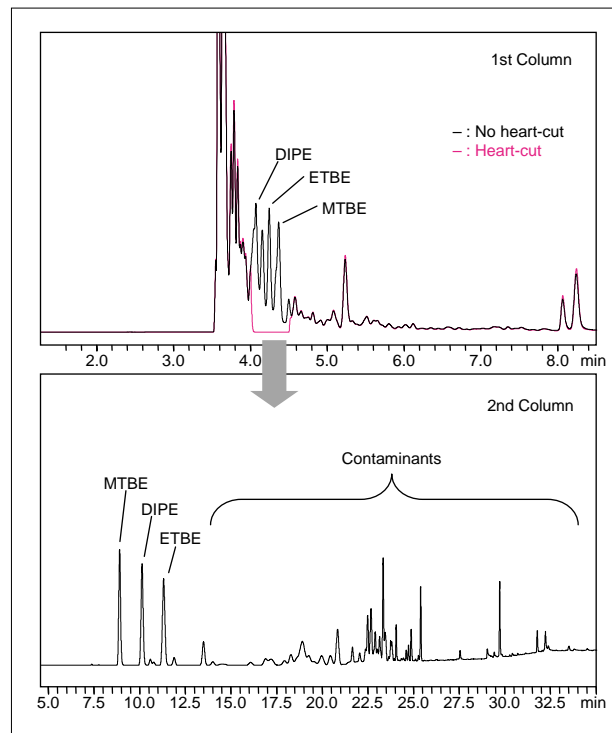 1st Column
– : No heart-cut
– : Heart-cut
DIPE
ETBE
MTBE
2.0 3.0 4.0 5.0 6.0 7.0 8.0 min
2nd Column
Contaminants
MTBE
DIPE
ETBE
5.0 7.5 10.0 12.5 15.0 17.5 20.0 22.5 25.0 27.5 30.0 32.5 min